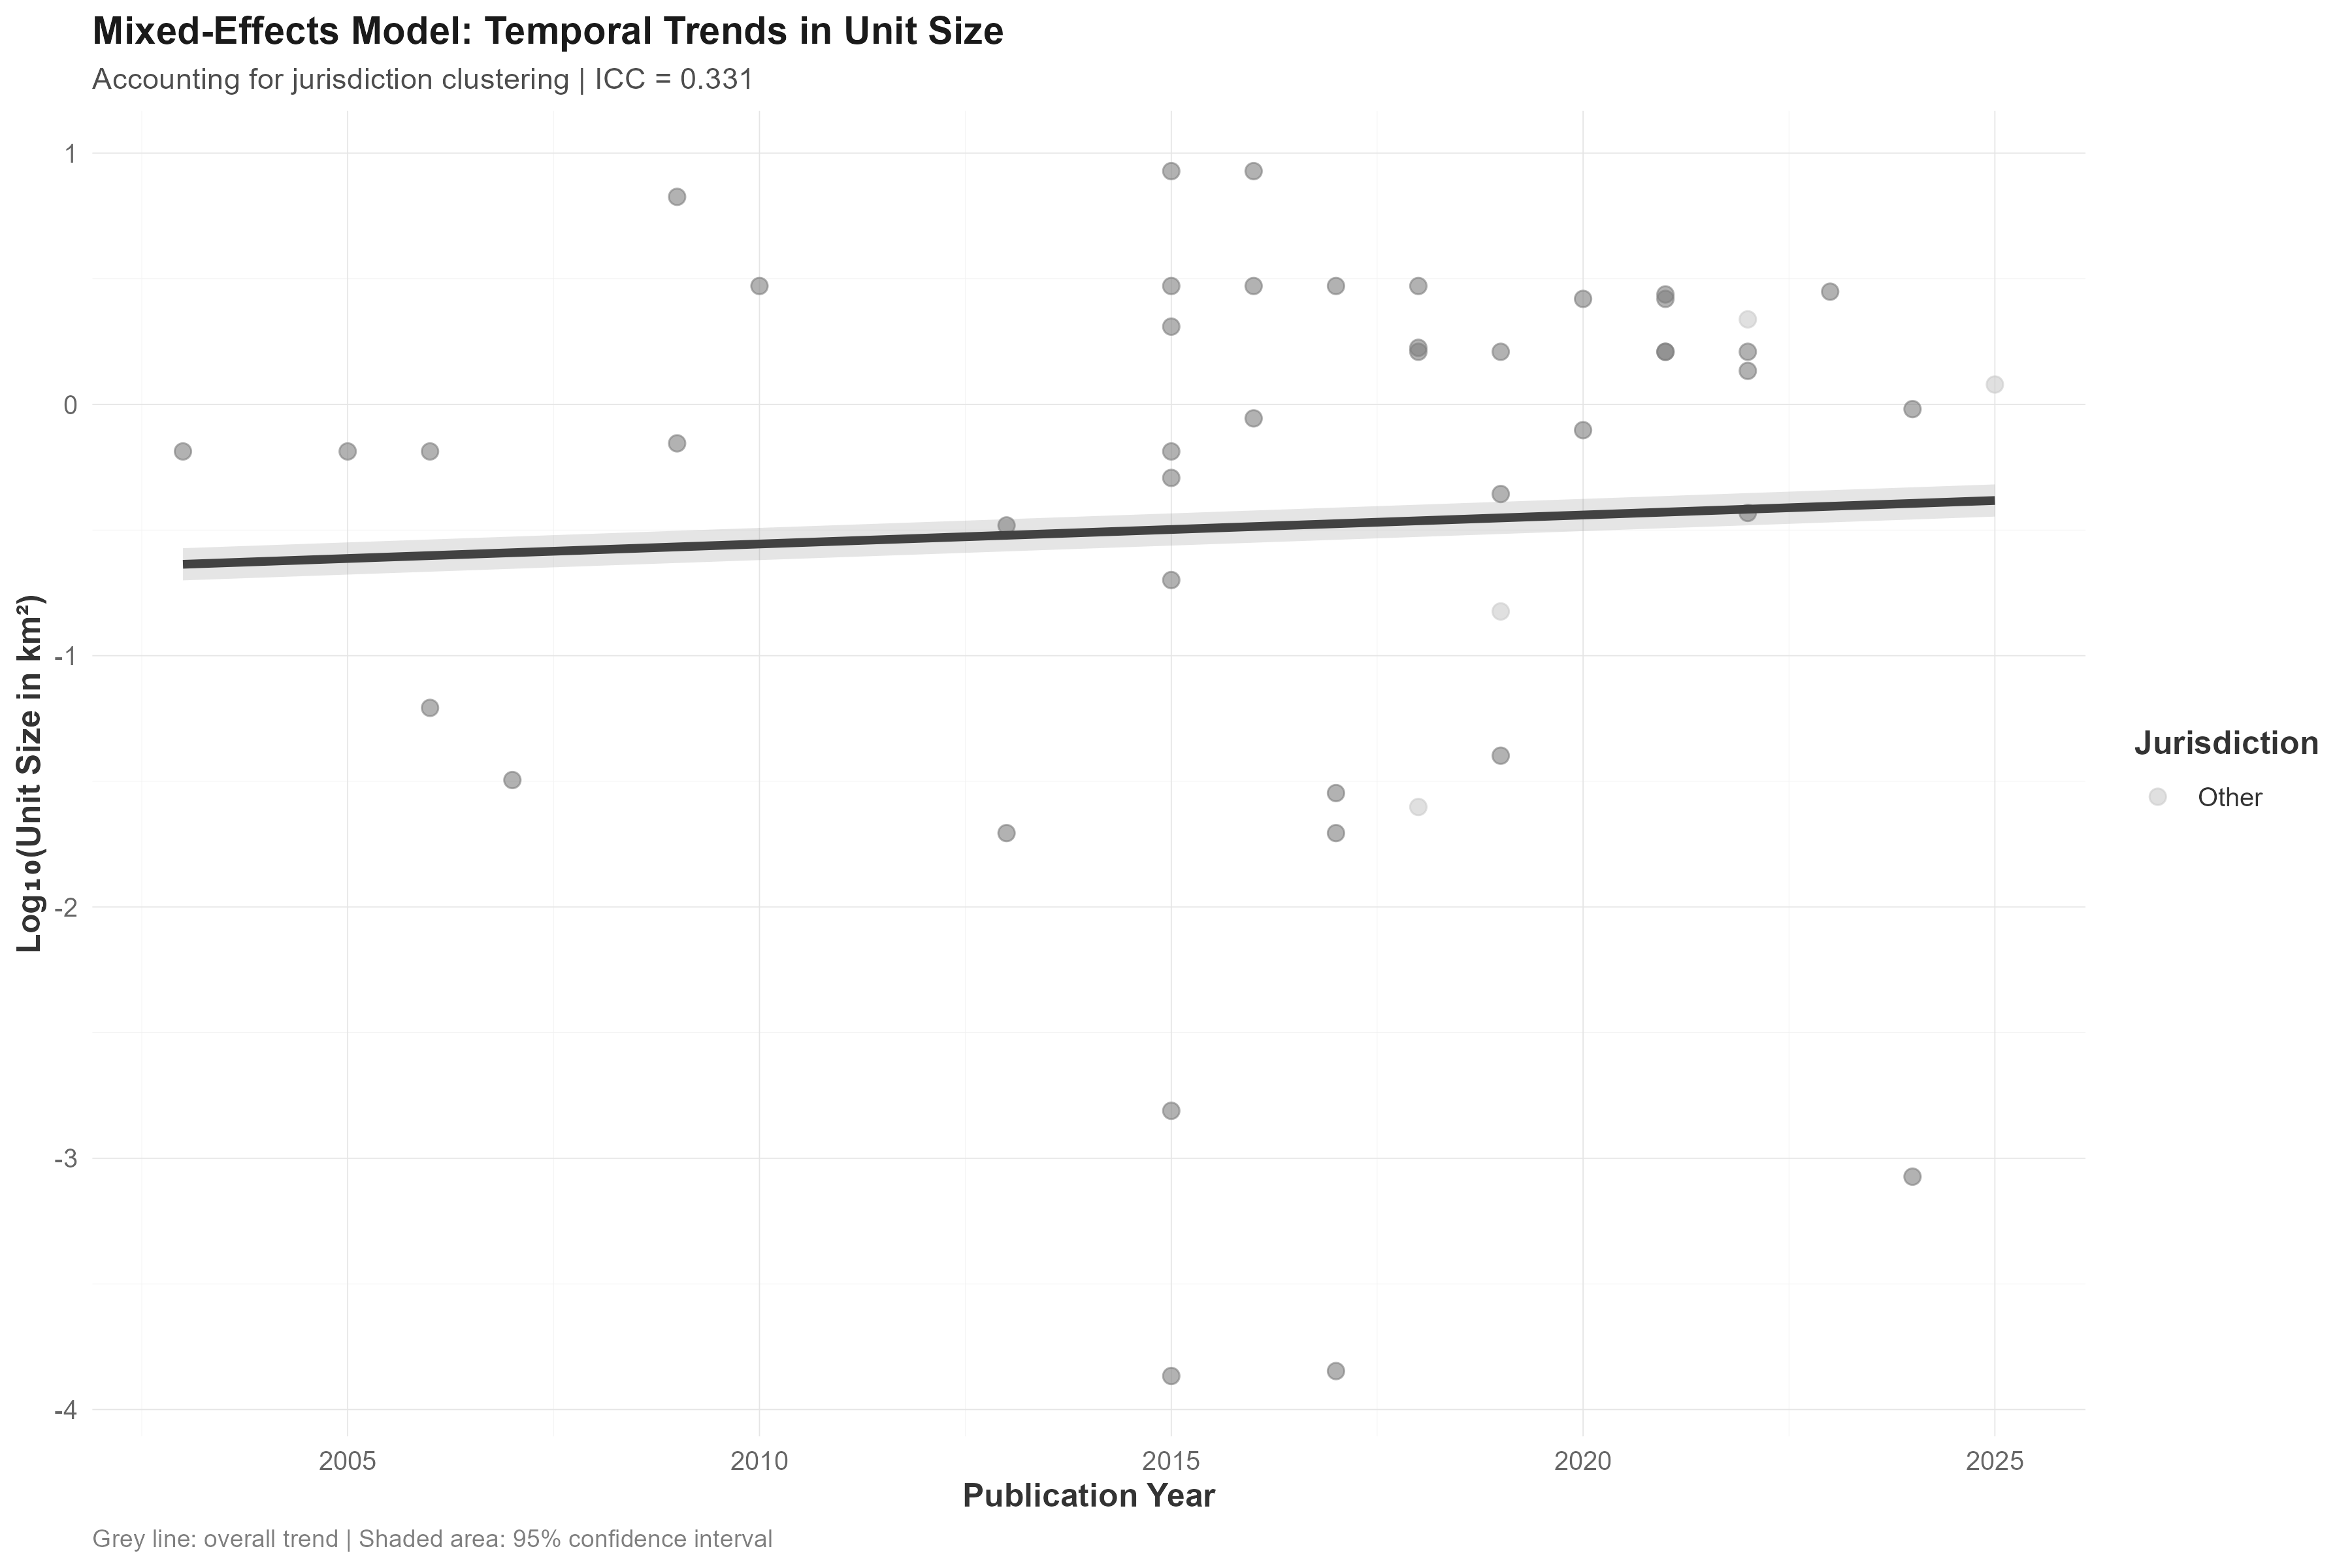 Mixed-Effects Model: Temporal Trends in Unit Size
Accounting for jurisdiction clustering | ICC = 0.331
1
0
-1
-2
-3
-4
Log₁₀(Unit Size in km²)
2005 2010 2015 2020 2025
Publication Year
Jurisdiction
Other
Grey line: overall trend | Shaded area: 95% confidence interval